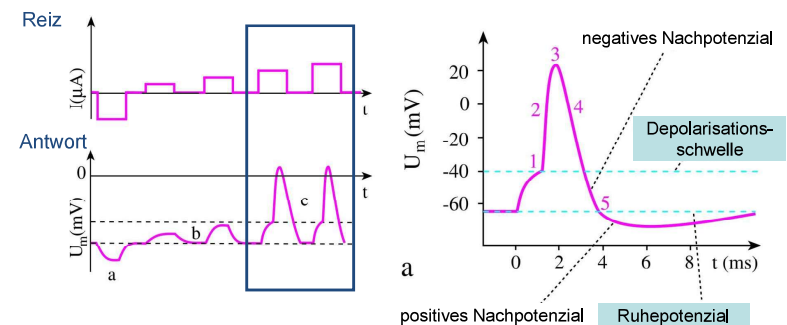 Reiz
I(µA)
t
Antwort
0
t
U_m(mV)
a
b
c
negatives Nachpotenzial
3
20
2
4
0
U_m (mV)
-20
Depolarisations-
schwelle
-40
1
-60
5
a
0
2
4
6
8
t (ms)
positives Nachpotenzial
Ruhepotenzial